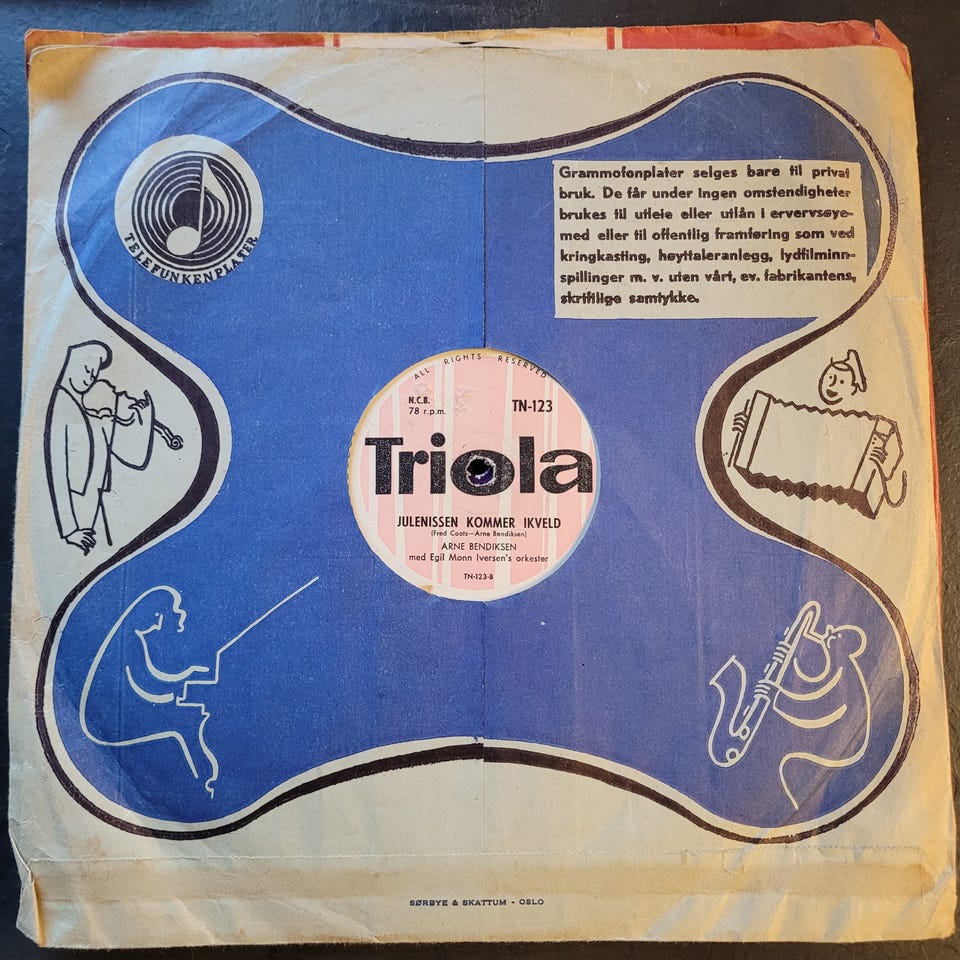 TELEFUNKENPLATER
Grammofonplater selges bare til privat
bruk. De får under ingen omstendigheter
brukes til utleie eller utlån i ervervsøye-
med eller til offentlig framføring som ved
kringkasting, høyttaleranlegg, lydfilminn-
spillinger m. v. uten vårt, ev. fabrikantens,
skriftlige samtykke.
ALL RIGHTS RESERVED
N.C.B.
78 r.p.m.
TN-123
Triola
JULENISSEN KOMMER IKVELD
(Fred Coots—Arne Bendiksen)
ARNE BENDIKSEN
med Egil Monn Iversen's orkester
TN-123-B
SØRBYE & SKATTUM - OSLO